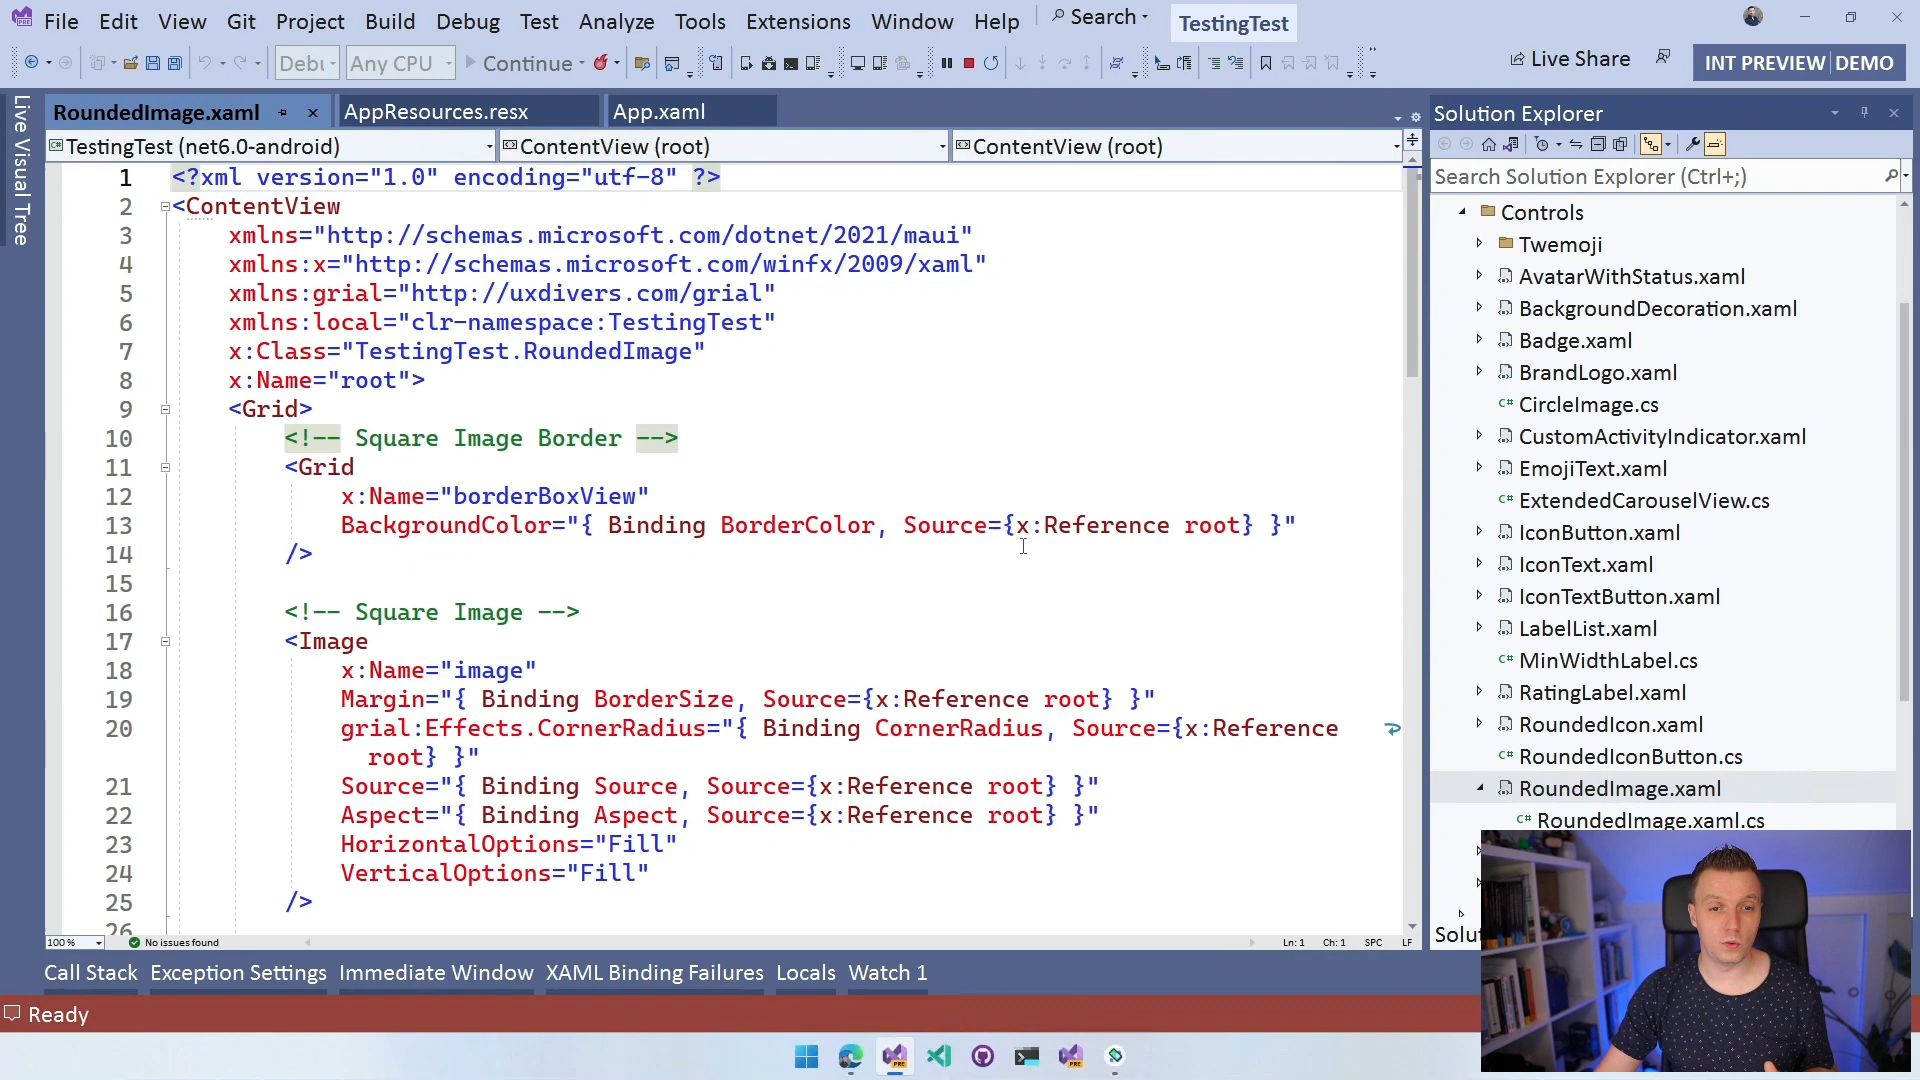 File Edit View Git Project Build Debug Test Analyze Tools Extensions Window Help Search TestingTest
Debu Any CPU Continue Live Share INT PREVIEW DEMO
Live Visual Tree
RoundedImage.xaml AppResources.resx App.xaml
TestingTest (net6.0-android) ContentView (root) ContentView (root)
1 <?xml version="1.0" encoding="utf-8" ?>
2 <ContentView
3 xmlns="http://schemas.microsoft.com/dotnet/2021/maui"
4 xmlns:x="http://schemas.microsoft.com/winfx/2009/xaml"
5 xmlns:grial="http://uxdivers.com/grial"
6 xmlns:local="clr-namespace:TestingTest"
7 x:Class="TestingTest.RoundedImage"
8 x:Name="root">
9 <Grid>
10 <!-- Square Image Border -->
11 <Grid
12 x:Name="borderBoxView"
13 BackgroundColor="{ Binding BorderColor, Source={x:Reference root} }"
14 />
15
16 <!-- Square Image -->
17 <Image
18 x:Name="image"
19 Margin="{ Binding BorderSize, Source={x:Reference root} }"
20 grial:Effects.CornerRadius="{ Binding CornerRadius, Source={x:Reference
root} }"
21 Source="{ Binding Source, Source={x:Reference root} }"
22 Aspect="{ Binding Aspect, Source={x:Reference root} }"
23 HorizontalOptions="Fill"
24 VerticalOptions="Fill"
25 />
26
100 % No issues found Ln: 1 Ch: 1 SPC LF
Solution Explorer
Search Solution Explorer (Ctrl+;)
Controls
Twemoji
AvatarWithStatus.xaml
BackgroundDecoration.xaml
Badge.xaml
BrandLogo.xaml
C# CircleImage.cs
CustomActivityIndicator.xaml
EmojiText.xaml
C# ExtendedCarouselView.cs
IconButton.xaml
IconText.xaml
IconTextButton.xaml
LabelList.xaml
C# MinWidthLabel.cs
RatingLabel.xaml
RoundedIcon.xaml
C# RoundedIconButton.cs
RoundedImage.xaml
C# RoundedImage.xaml.cs
Solu
Call Stack Exception Settings Immediate Window XAML Binding Failures Locals Watch 1
Ready